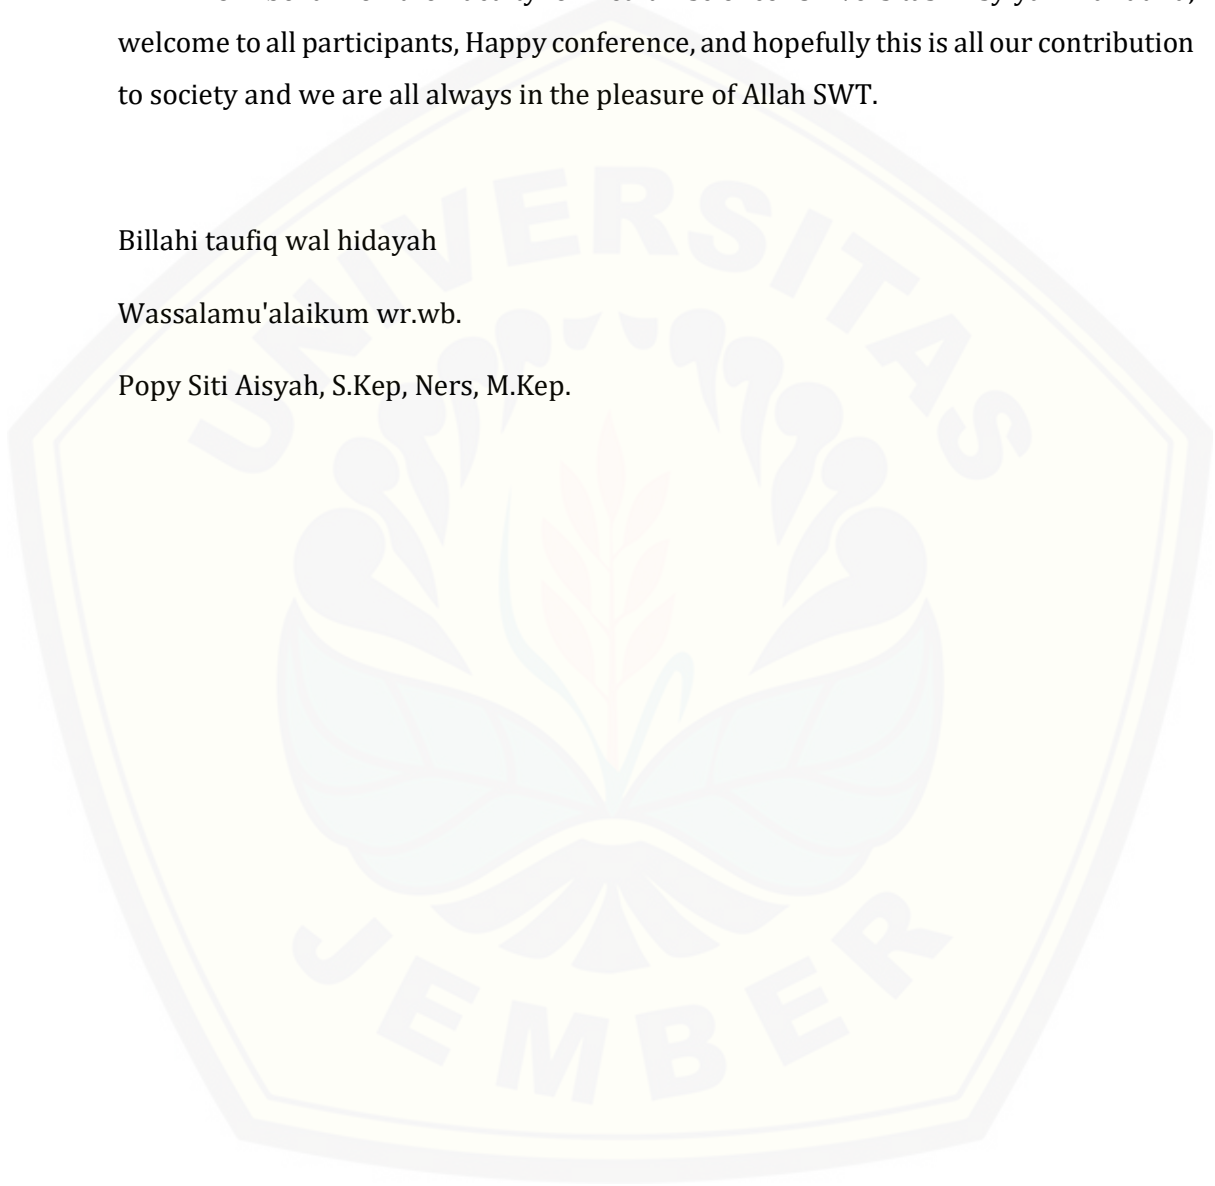 welcome to all participants, Happy conference, and hopefully this is all our contribution
to society and we are all always in the pleasure of Allah SWT.
UNIVERSITAS
Billahi taufiq wal hidayah
Wassalamu'alaikum wr.wb.
Popy Siti Aisyah, S.Kep, Ners, M.Kep.
JEMBER